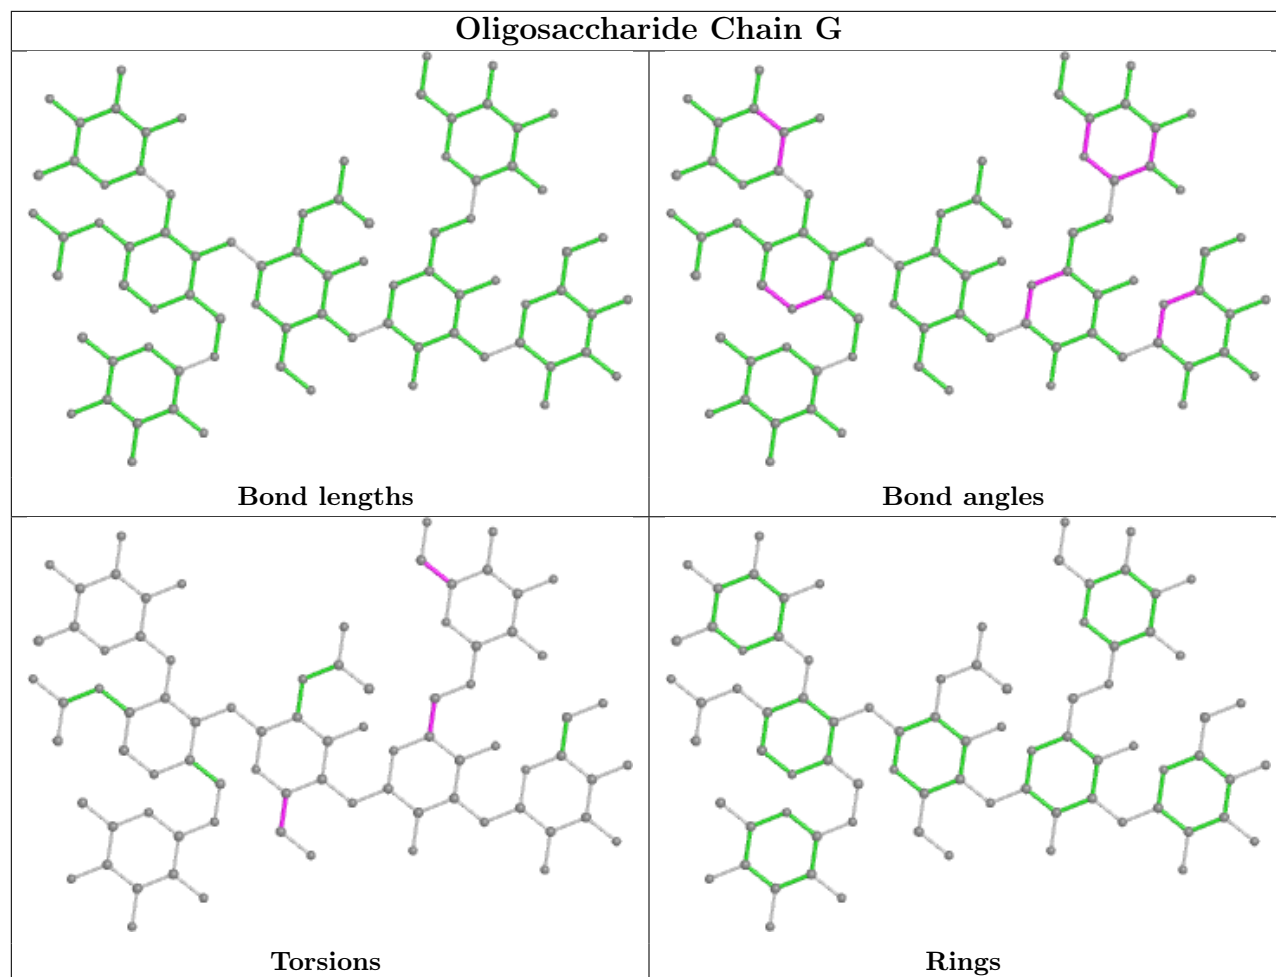 Oligosaccharide Chain G
Bond lengths
Bond angles
Torsions
Rings